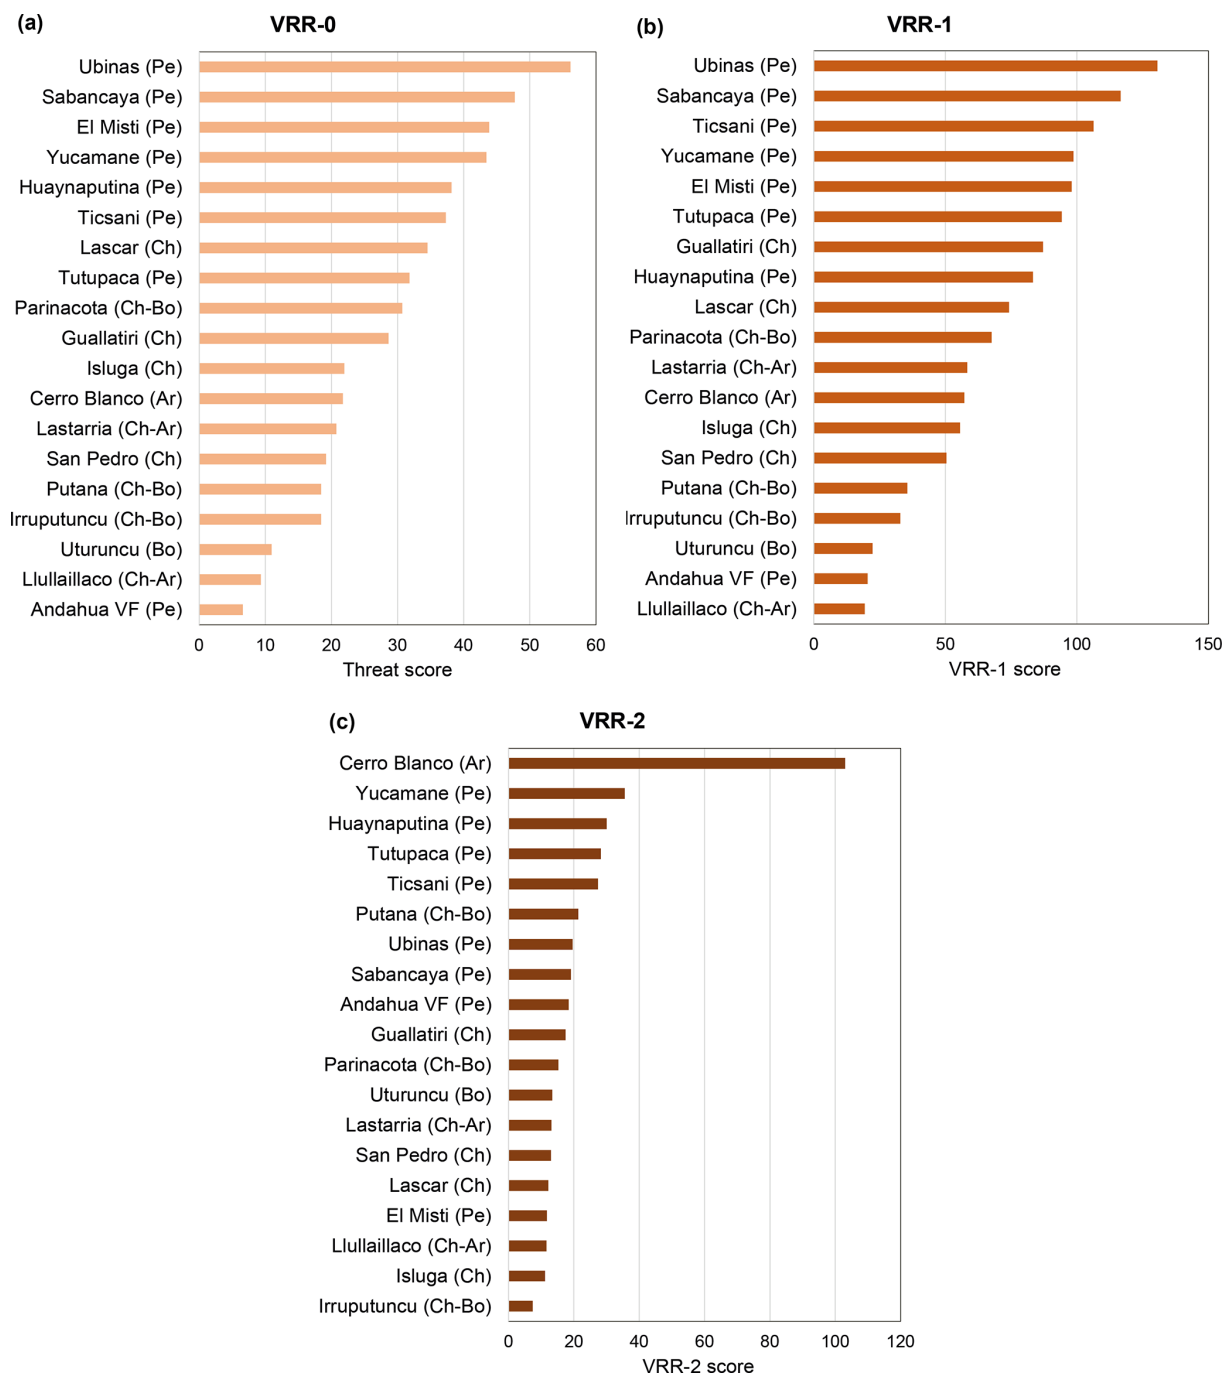 (a)
VRR-0
Ubinas (Pe)
Sabancaya (Pe)
El Misti (Pe)
Yucamane (Pe)
Huaynaputina (Pe)
Ticsani (Pe)
Lascar (Ch)
Tutupaca (Pe)
Parinacota (Ch-Bo)
Guallatiri (Ch)
Isluga (Ch)
Cerro Blanco (Ar)
Lastarria (Ch-Ar)
San Pedro (Ch)
Putana (Ch-Bo)
Irruputuncu (Ch-Bo)
Uturuncu (Bo)
Llullaillaco (Ch-Ar)
Andahua VF (Pe)
0 10 20 30 40 50 60
Threat score
(b)
VRR-1
Ubinas (Pe)
Sabancaya (Pe)
Ticsani (Pe)
Yucamane (Pe)
El Misti (Pe)
Tutupaca (Pe)
Guallatiri (Ch)
Huaynaputina (Pe)
Lascar (Ch)
Parinacota (Ch-Bo)
Lastarria (Ch-Ar)
Cerro Blanco (Ar)
Isluga (Ch)
San Pedro (Ch)
Putana (Ch-Bo)
Irruputuncu (Ch-Bo)
Uturuncu (Bo)
Andahua VF (Pe)
Llullaillaco (Ch-Ar)
0 50 100 150
VRR-1 score
(c)
VRR-2
Cerro Blanco (Ar)
Yucamane (Pe)
Huaynaputina (Pe)
Tutupaca (Pe)
Ticsani (Pe)
Putana (Ch-Bo)
Ubinas (Pe)
Sabancaya (Pe)
Andahua VF (Pe)
Guallatiri (Ch)
Parinacota (Ch-Bo)
Uturuncu (Bo)
Lastarria (Ch-Ar)
San Pedro (Ch)
Lascar (Ch)
El Misti (Pe)
Llullaillaco (Ch-Ar)
Isluga (Ch)
Irruputuncu (Ch-Bo)
0 20 40 60 80 100 120
VRR-2 score